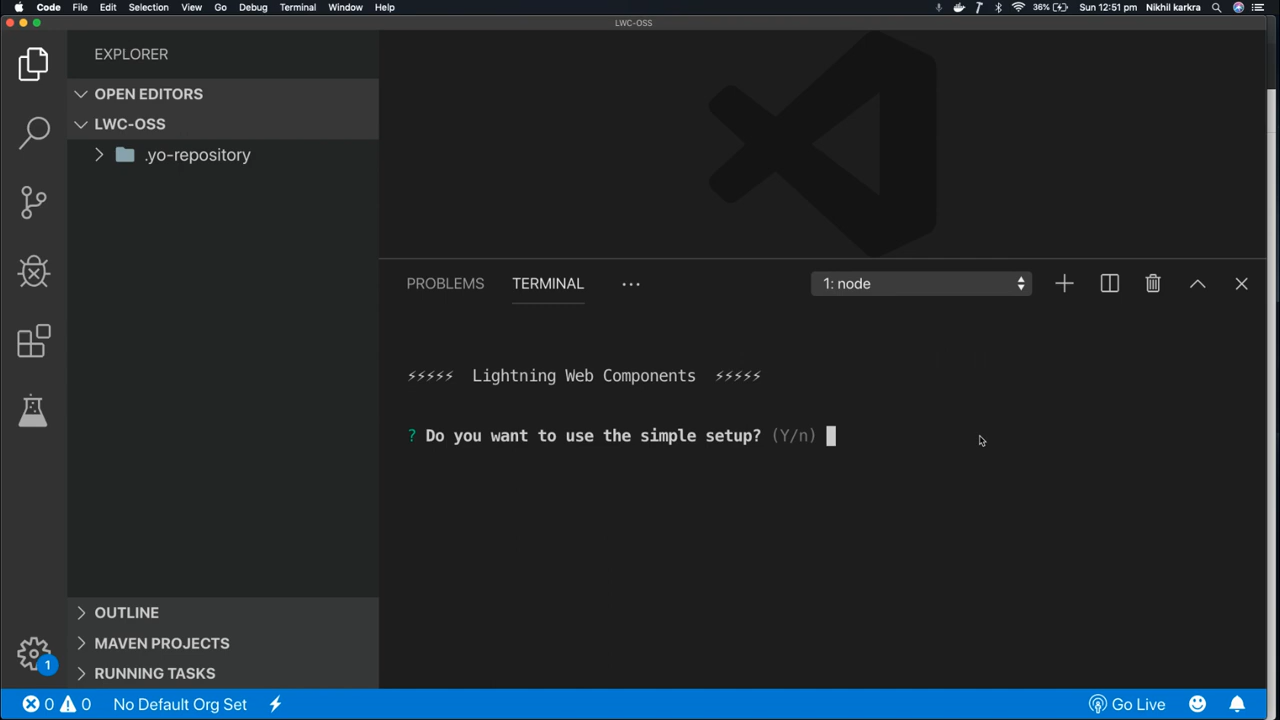 Code File Edit Selection View Go Debug Terminal Window Help 36% Sun 12:51 pm Nikhil karkra
LWC-OSS
EXPLORER
OPEN EDITORS
LWC-OSS
.yo-repository
PROBLEMS TERMINAL ... 1: node
⚡⚡⚡⚡⚡ Lightning Web Components ⚡⚡⚡⚡⚡
? Do you want to use the simple setup? (Y/n)
OUTLINE
MAVEN PROJECTS
RUNNING TASKS
1
0 0 No Default Org Set Go Live